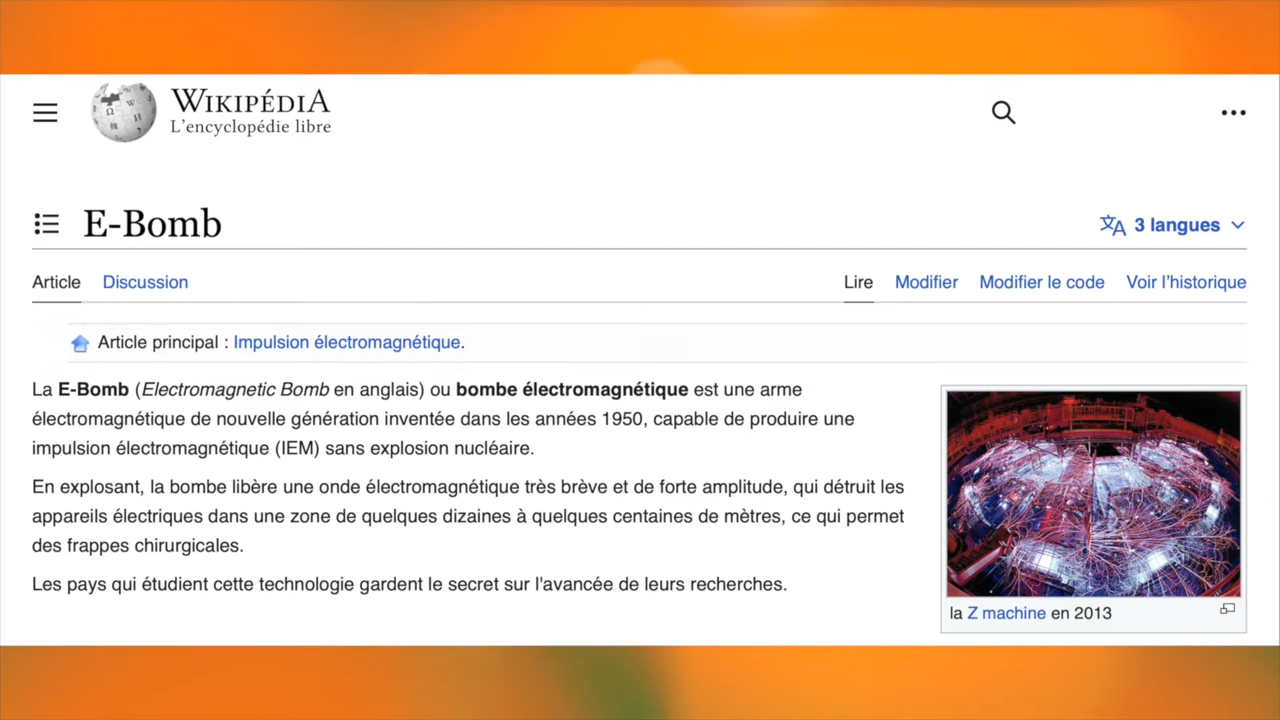 WIKIPÉDIA
L'encyclopédie libre
E-Bomb
3 langues
Article Discussion Lire Modifier Modifier le code Voir l'historique
Article principal : Impulsion électromagnétique.
La E-Bomb (Electromagnetic Bomb en anglais) ou bombe électromagnétique est une arme
électromagnétique de nouvelle génération inventée dans les années 1950, capable de produire une
impulsion électromagnétique (IEM) sans explosion nucléaire.
En explosant, la bombe libère une onde électromagnétique très brève et de forte amplitude, qui détruit les
appareils électriques dans une zone de quelques dizaines à quelques centaines de mètres, ce qui permet
des frappes chirurgicales.
Les pays qui étudient cette technologie gardent le secret sur l'avancée de leurs recherches.
la Z machine en 2013